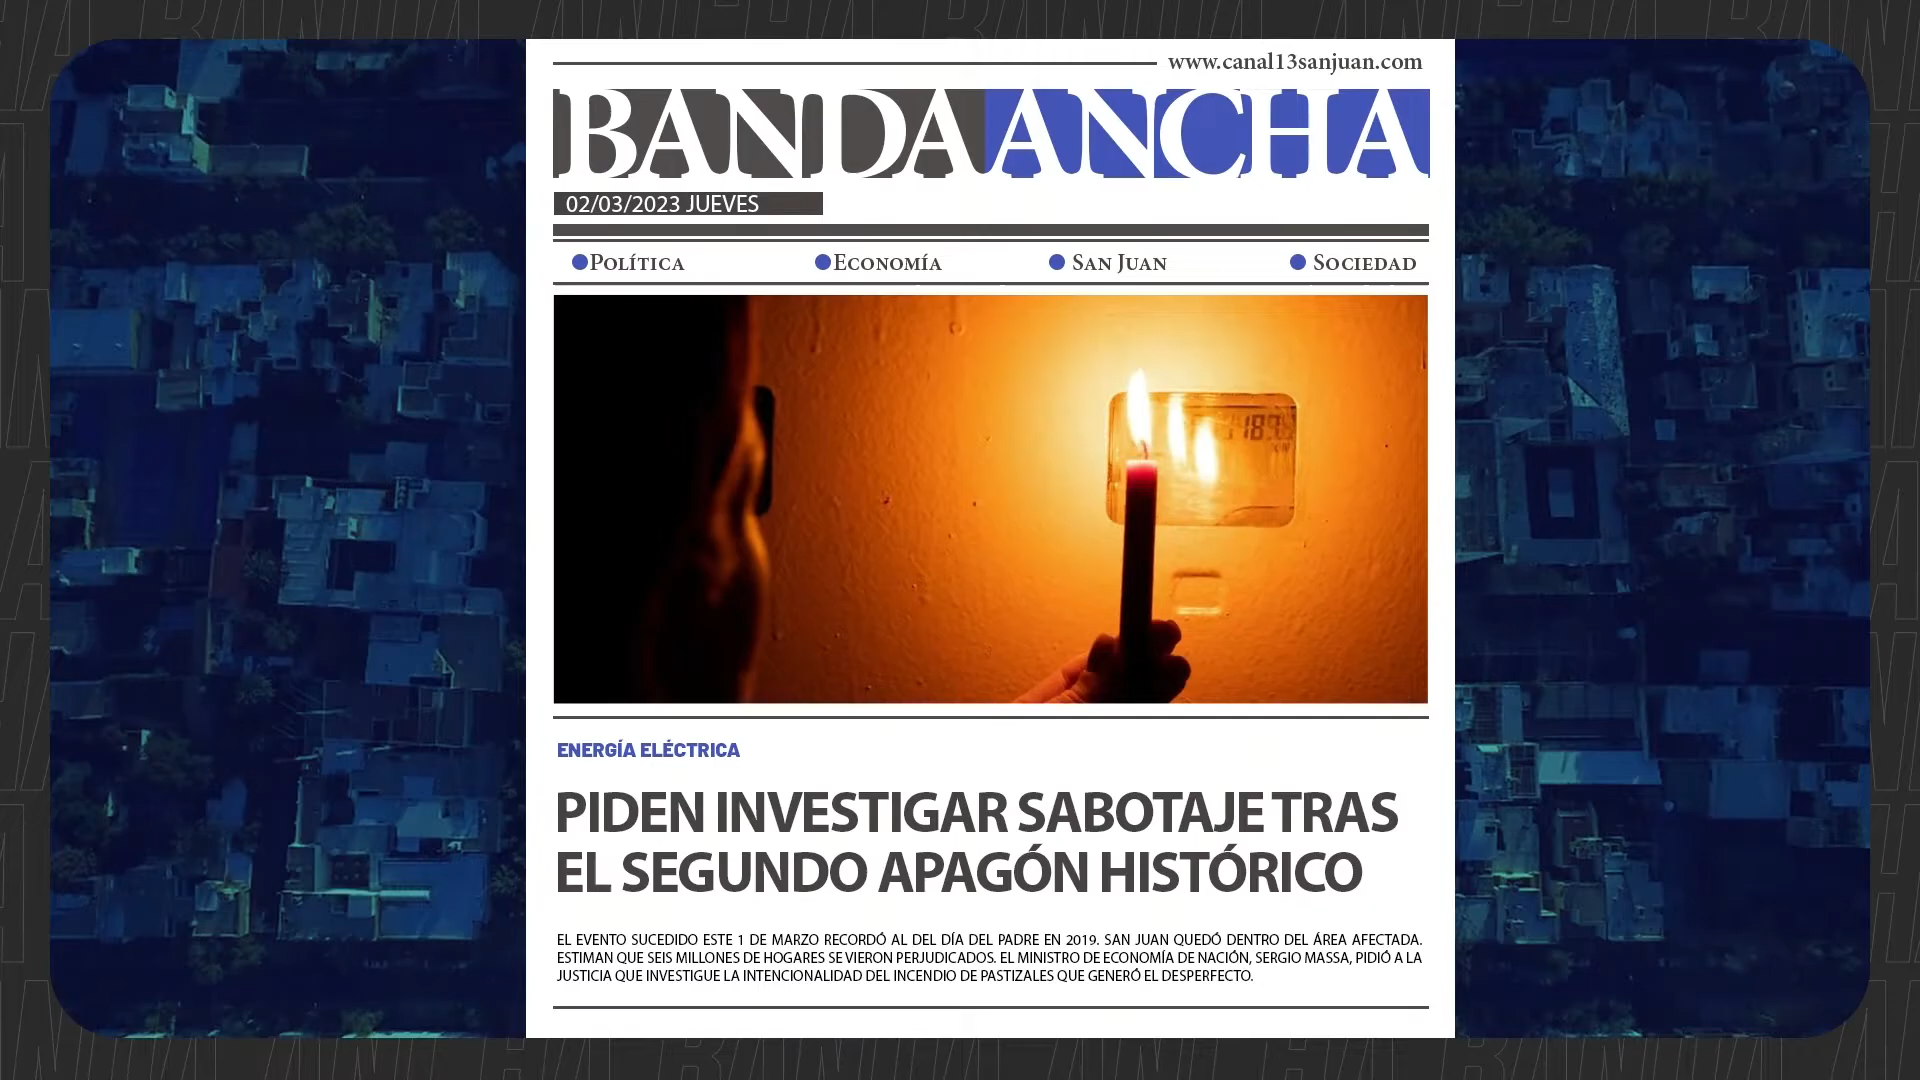 www.canal13sanjuan.com
BANDA ANCHA
02/03/2023 JUEVES
POLÍTICA ECONOMÍA SAN JUAN SOCIEDAD
189
ENERGÍA ELÉCTRICA
PIDEN INVESTIGAR SABOTAJE TRAS
EL SEGUNDO APAGÓN HISTÓRICO
EL EVENTO SUCEDIDO ESTE 1 DE MARZO RECORDÓ AL DEL DÍA DEL PADRE EN 2019. SAN JUAN QUEDÓ DENTRO DEL ÁREA AFECTADA.
ESTIMAN QUE SEIS MILLONES DE HOGARES SE VIERON PERJUDICADOS. EL MINISTRO DE ECONOMÍA DE NACIÓN, SERGIO MASSA, PIDIÓ A LA
JUSTICIA QUE INVESTIGUE LA INTENCIONALIDAD DEL INCENDIO DE PASTIZALES QUE GENERÓ EL DESPERFECTO.